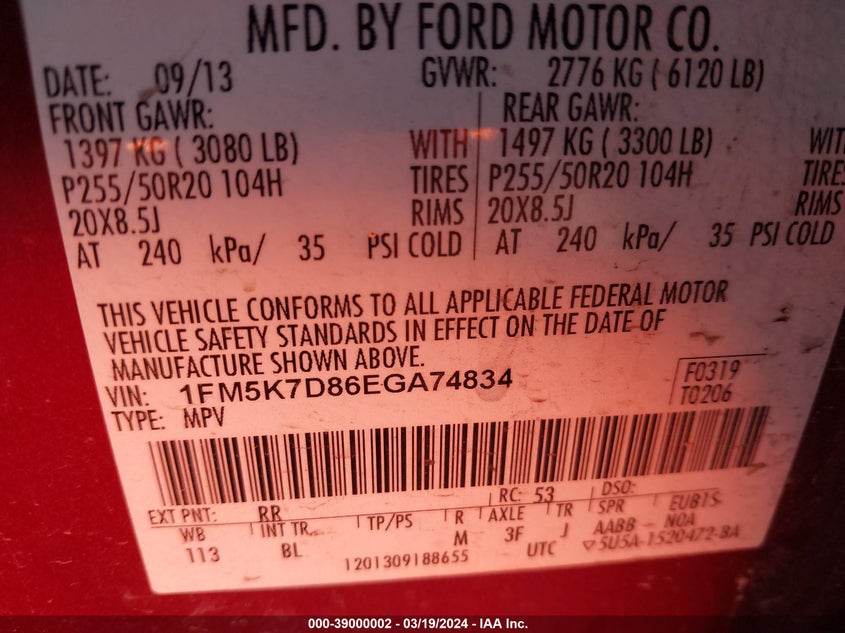 MFD. BY FORD MOTOR CO.
DATE: 09/13 GVWR: 2776 KG ( 6120 LB)
FRONT GAWR: REAR GAWR:
1397 KG ( 3080 LB) WITH 1497 KG ( 3300 LB) WIT
P255/50R20 104H TIRES P255/50R20 104H TIRE
20X8.5J RIMS 20X8.5J RIMS
AT 240 kPa/ 35 PSI COLD AT 240 kPa/ 35 PSI COLD
THIS VEHICLE CONFORMS TO ALL APPLICABLE FEDERAL MOTOR
VEHICLE SAFETY STANDARDS IN EFFECT ON THE DATE OF
MANUFACTURE SHOWN ABOVE.
VIN: 1FM5K7D86EGA74834 F0319
TYPE: MPV T0206
EXT PNT: RR RC: 53 DSO:
WB INT TR TP/PS R AXLE TR SPR EUB1S
113 BL M 3F J AABB - NOA
1201309188655 UTC ▽5U5A-1520472-BA
000-39000002 - 03/19/2024 - IAA Inc.